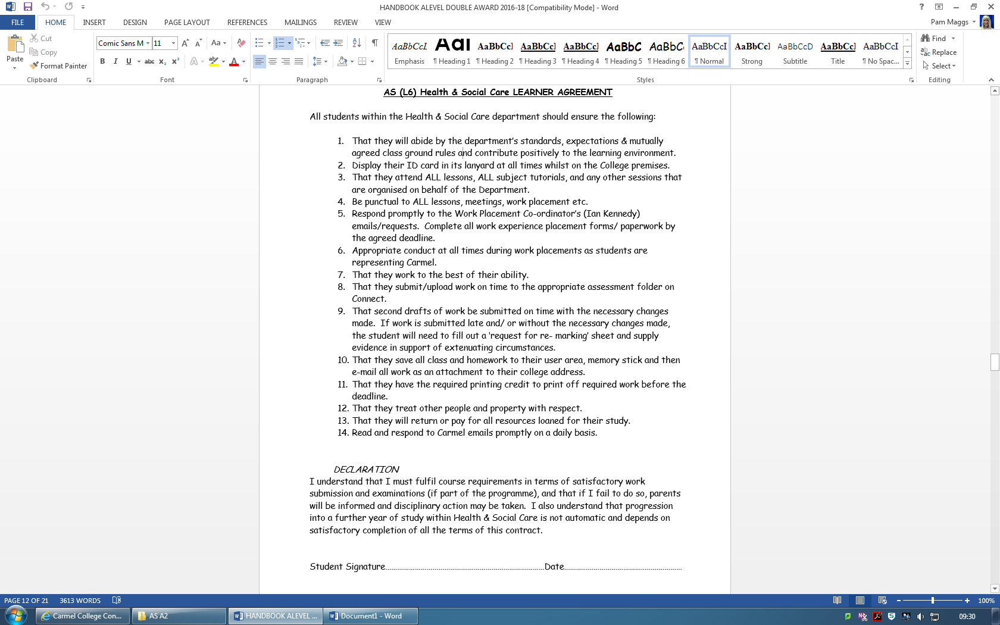 HANDBOOK ALEVEL DOUBLE AWARD 2016-18 [Compatibility Mode] - Word
FILE HOME INSERT DESIGN PAGE LAYOUT REFERENCES MAILINGS REVIEW VIEW Pam Maggs
Paste Cut Copy Format Painter
Comic Sans M 11
AaBbCcI AaI AaBbCc AaBbCcI AaBbCcI AaBbC AaBbC AaBbCcI AaBbCcI AaBbCcD AaBbCcI AaBbCcI
Emphasis ¶ Heading 1 ¶ Heading 2 ¶ Heading 3 ¶ Heading 4 ¶ Heading 5 ¶ Heading 6 ¶ Normal Strong Subtitle Title ¶ No Spac...
Find Replace Select
Clipboard Font Paragraph Styles Editing
AS (L6) Health & Social Care LEARNER AGREEMENT
All students within the Health & Social Care department should ensure the following:
1. That they will abide by the department's standards, expectations & mutually
agreed class ground rules and contribute positively to the learning environment.
2. Display their ID card in its lanyard at all times whilst on the College premises.
3. That they attend ALL lessons, ALL subject tutorials, and any other sessions that
are organised on behalf of the Department.
4. Be punctual to ALL lessons, meetings, work placement etc.
5. Respond promptly to the Work Placement Co-ordinator's (Ian Kennedy)
emails/requests. Complete all work experience placement forms/ paperwork by
the agreed deadline.
6. Appropriate conduct at all times during work placements as students are
representing Carmel.
7. That they work to the best of their ability.
8. That they submit/upload work on time to the appropriate assessment folder on
Connect.
9. That second drafts of work be submitted on time with the necessary changes
made. If work is submitted late and/ or without the necessary changes made,
the student will need to fill out a 'request for re- marking' sheet and supply
evidence in support of extenuating circumstances.
10. That they save all class and homework to their user area, memory stick and then
e-mail all work as an attachment to their college address.
11. That they have the required printing credit to print off required work before the
deadline.
12. That they treat other people and property with respect.
13. That they will return or pay for all resources loaned for their study.
14. Read and respond to Carmel emails promptly on a daily basis.
DECLARATION
I understand that I must fulfil course requirements in terms of satisfactory work
submission and examinations (if part of the programme), and that if I fail to do so, parents
will be informed and disciplinary action may be taken. I also understand that progression
into a further year of study within Health & Social Care is not automatic and depends on
satisfactory completion of all the terms of this contract.
Student Signature..........................................Date..........................................
PAGE 12 OF 21 3613 WORDS 100%
Carmel College Con... AS A2 HANDBOOK ALEVEL ... Document1 - Word 09:30